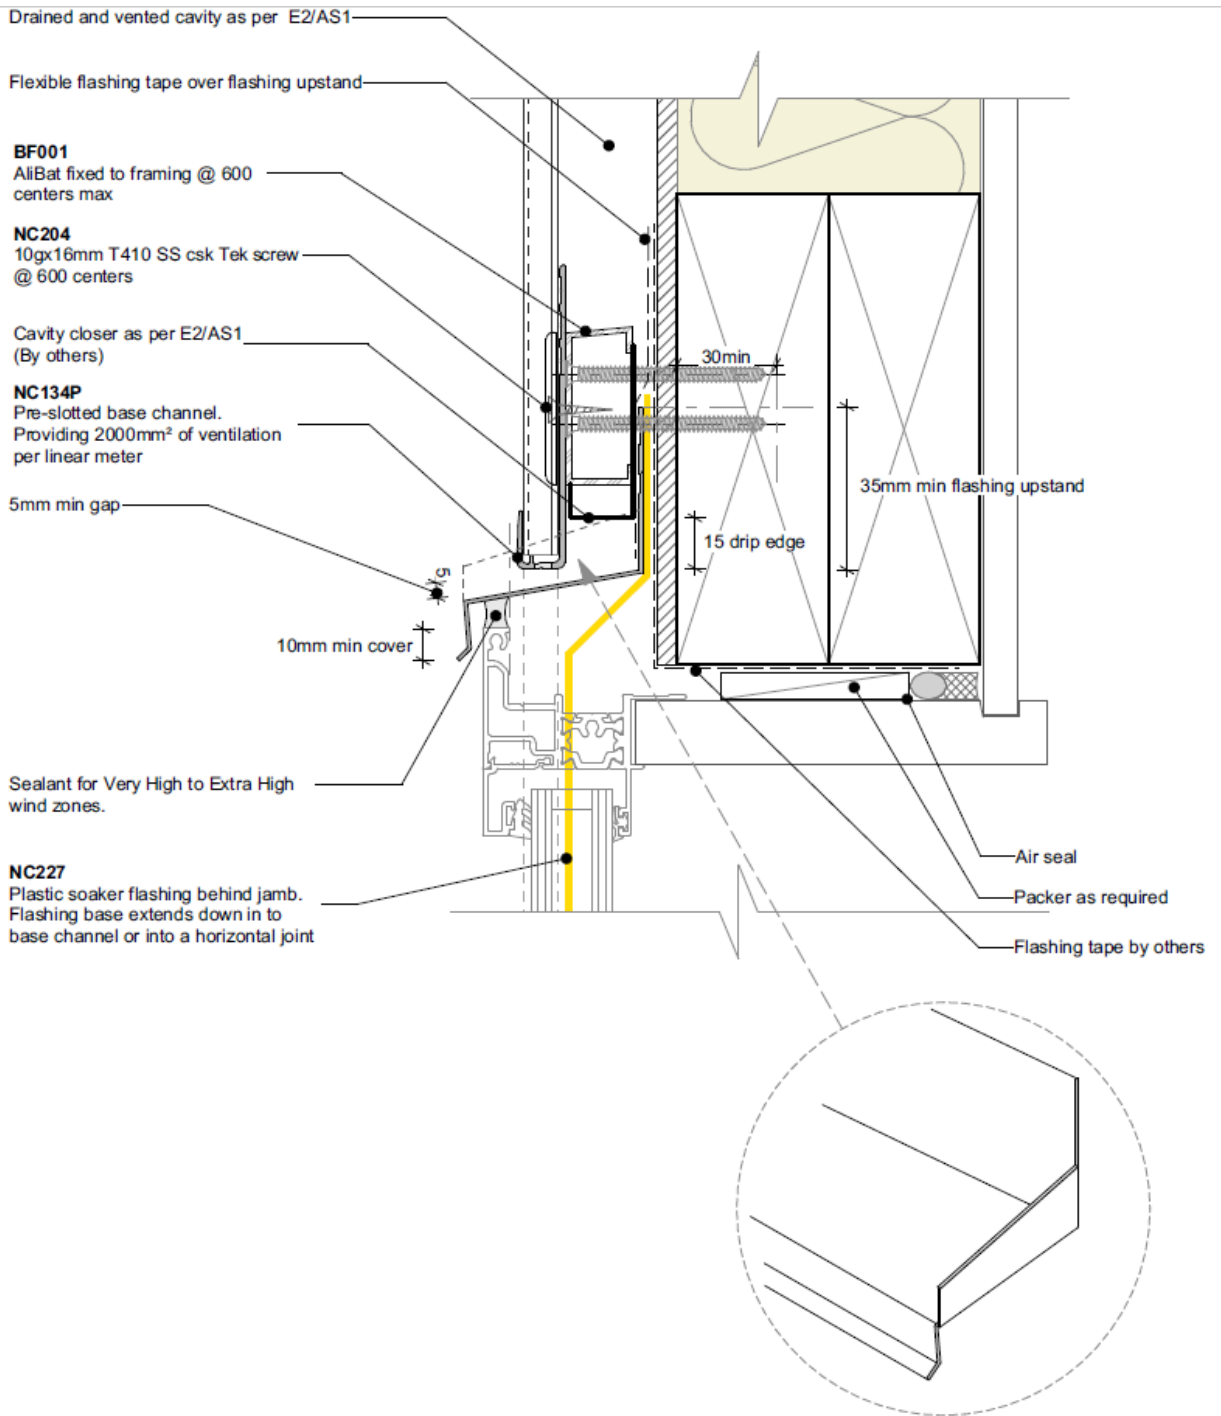 Drained and vented cavity as per E2/AS1
Flexible flashing tape over flashing upstand
BF001
AliBat fixed to framing @ 600
centers max
NC204
10gx16mm T410 SS csk Tek screw
@ 600 centers
Cavity closer as per E2/AS1
(By others)
NC134P
Pre-slotted base channel.
Providing 2000mm² of ventilation
per linear meter
5mm min gap
30min
35mm min flashing upstand
15 drip edge
5
10mm min cover
Sealant for Very High to Extra High
wind zones.
NC227
Plastic soaker flashing behind jamb.
Flashing base extends down in to
base channel or into a horizontal joint
Air seal
Packer as required
Flashing tape by others